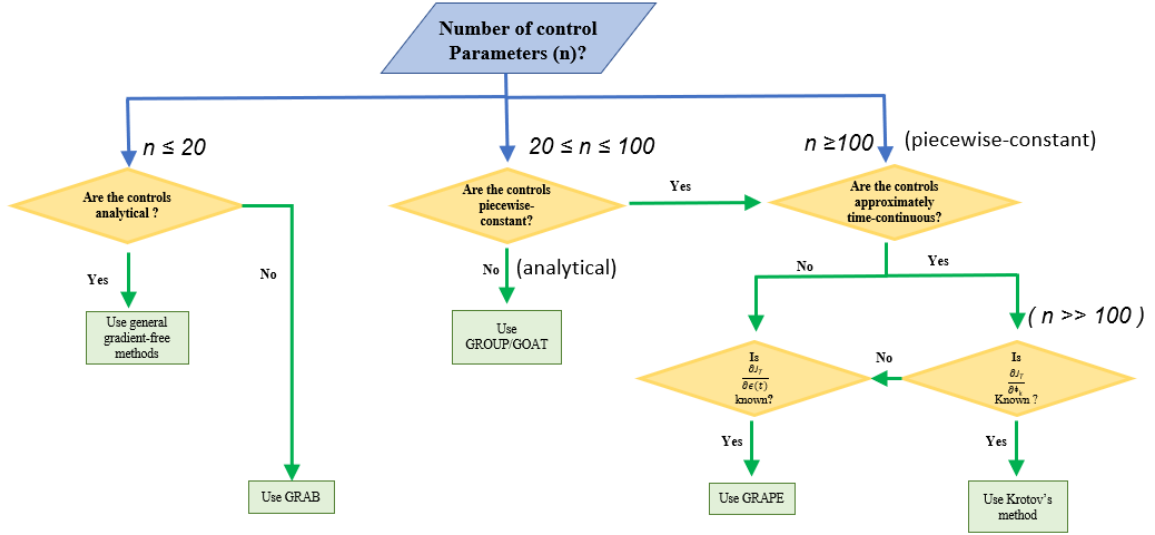 Number of control
Parameters (n)?
n ≤ 20
20 ≤ n ≤ 100
n ≥100
(piecewise-constant)
Are the controls
analytical ?
Are the controls
piecewise-
constant?
Yes
Are the controls
approximately
time-continuous?
Yes
No
No
(analytical)
No
Yes
Use general
gradient-free
methods
Use
GROUP/GOAT
( n >> 100 )
Is
∂J_T
∂ϵ(t)
known?
No
Is
∂J_T
Known ?
Yes
Yes
Use GRAB
Use GRAPE
Use Krotov's
method